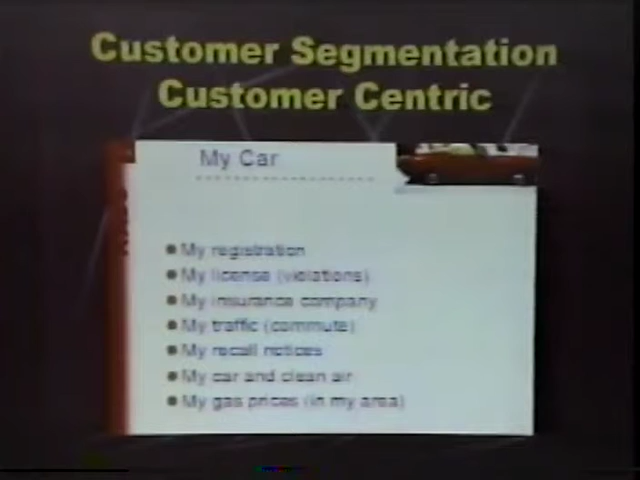 Customer Segmentation
Customer Centric
My Car
My registration
My license (violations)
My insurance company
My traffic (commute)
My recall notices
My car and clean air
My gas prices (in my area)